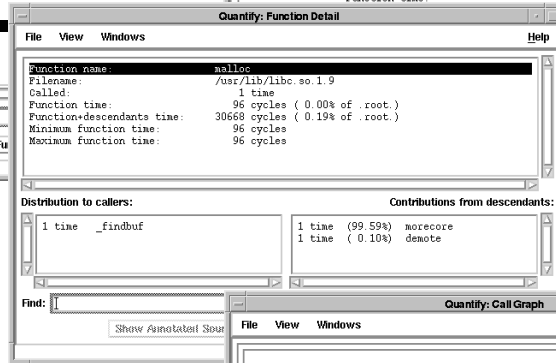 Quantify: Function Detail
File View Windows Help
Function name: malloc
Filename: /usr/lib/libc.so.1.9
Called: 1 time
Function time: 96 cycles ( 0.00% of .root.)
Function+descendants time: 30668 cycles ( 0.19% of .root.)
Minimum function time: 96 cycles
Maximum function time: 96 cycles
Distribution to callers: Contributions from descendants:
1 time _findbuf
1 time (99.59%) morecore
1 time ( 0.10%) demote
Find:
Show Annotated Sour
Quantify: Call Graph
File View Windows